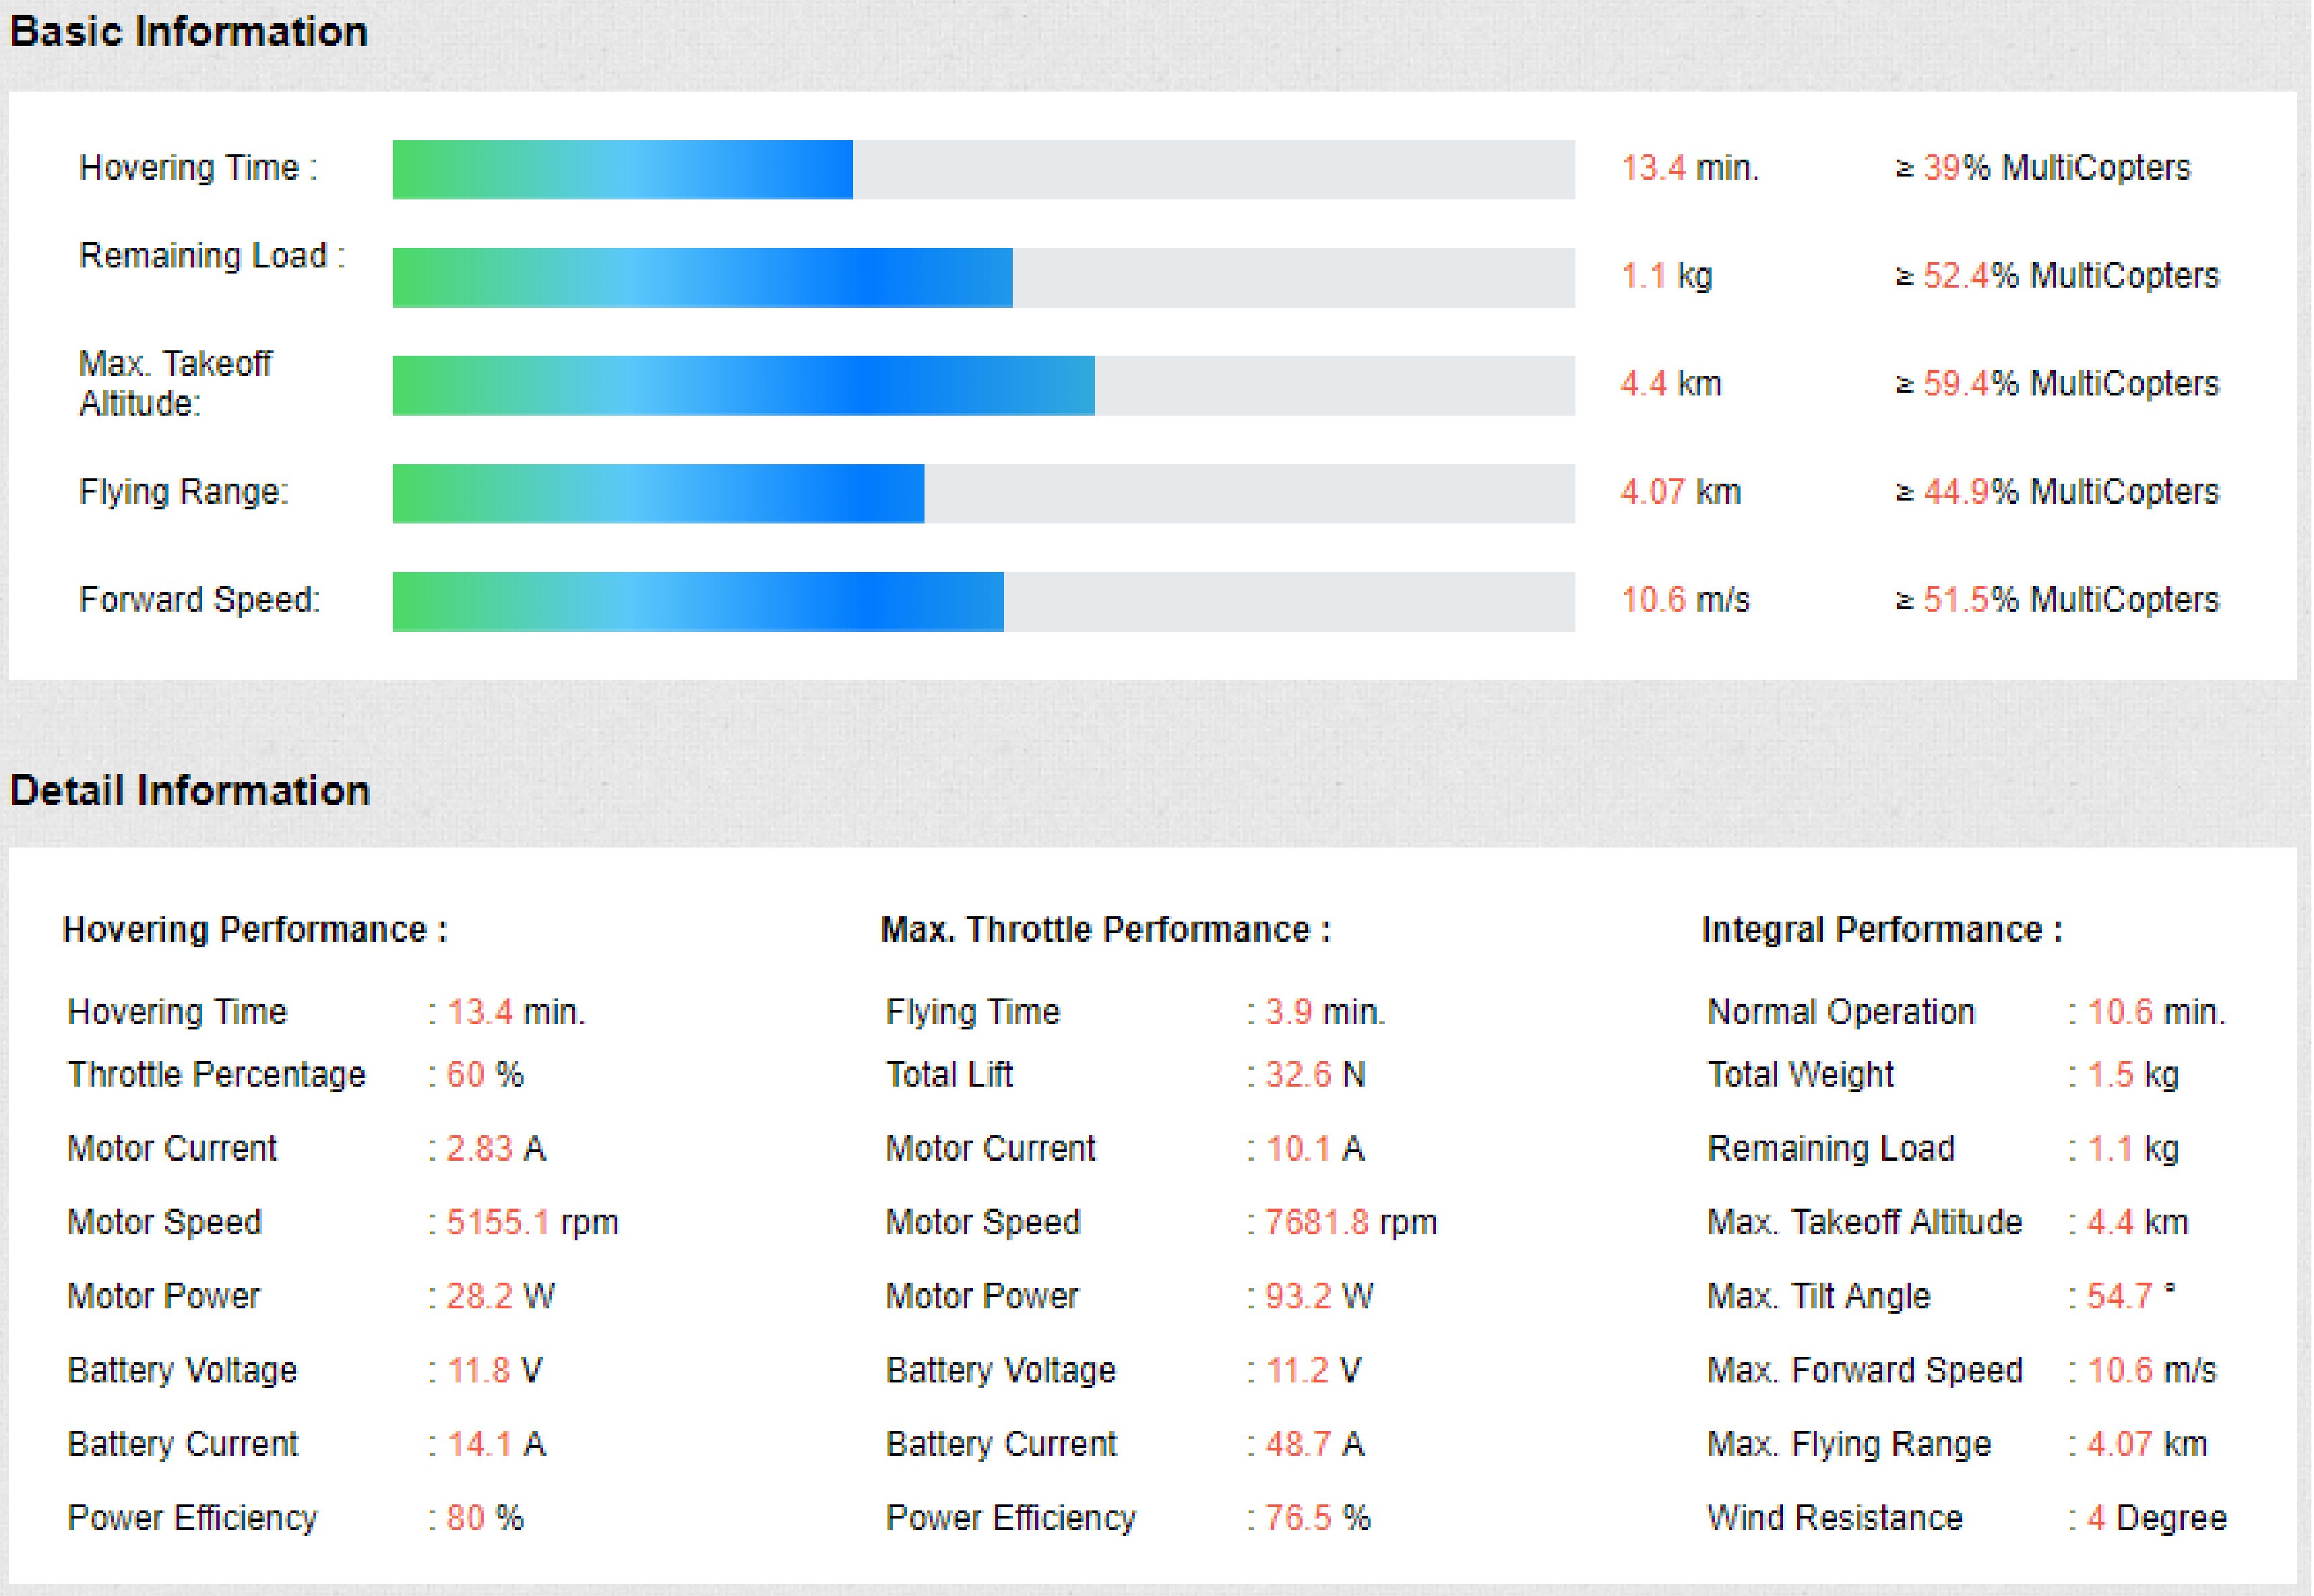 Basic Information
Hovering Time : 13.4 min. ≥ 39% MultiCopters
Remaining Load : 1.1 kg ≥ 52.4% MultiCopters
Max. Takeoff
Altitude: 4.4 km ≥ 59.4% MultiCopters
Flying Range: 4.07 km ≥ 44.9% MultiCopters
Forward Speed: 10.6 m/s ≥ 51.5% MultiCopters
Detail Information
Hovering Performance :
Hovering Time : 13.4 min.
Throttle Percentage : 60 %
Motor Current : 2.83 A
Motor Speed : 5155.1 rpm
Motor Power : 28.2 W
Battery Voltage : 11.8 V
Battery Current : 14.1 A
Power Efficiency : 80 %
Max. Throttle Performance :
Flying Time : 3.9 min.
Total Lift : 32.6 N
Motor Current : 10.1 A
Motor Speed : 7681.8 rpm
Motor Power : 93.2 W
Battery Voltage : 11.2 V
Battery Current : 48.7 A
Power Efficiency : 76.5 %
Integral Performance :
Normal Operation : 10.6 min.
Total Weight : 1.5 kg
Remaining Load : 1.1 kg
Max. Takeoff Altitude : 4.4 km
Max. Tilt Angle : 54.7 °
Max. Forward Speed : 10.6 m/s
Max. Flying Range : 4.07 km
Wind Resistance : 4 Degree